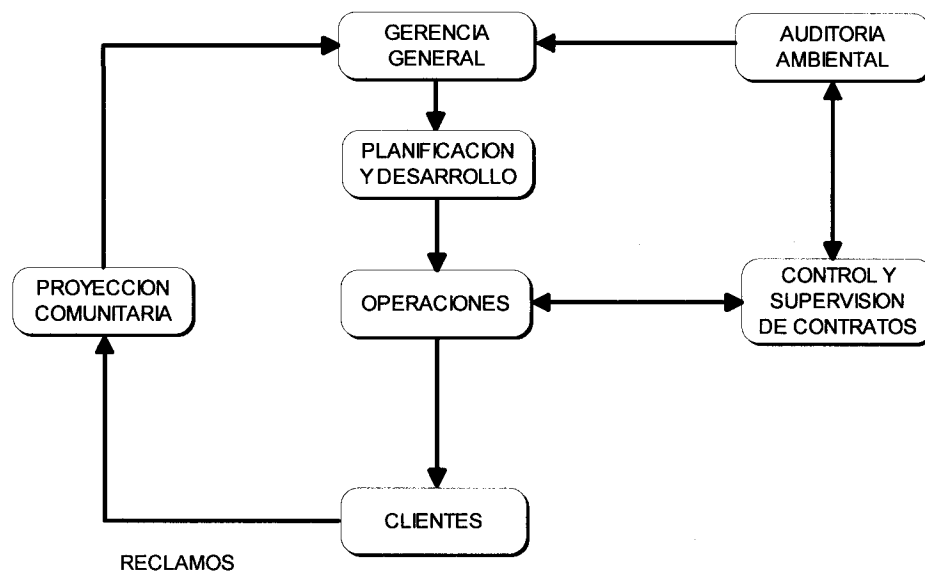 GERENCIA
GENERAL
AUDITORIA
AMBIENTAL
PLANIFICACION
Y DESARROLLO
PROYECCION
COMUNITARIA
OPERACIONES
CONTROL Y
SUPERVISION
DE CONTRATOS
CLIENTES
RECLAMOS